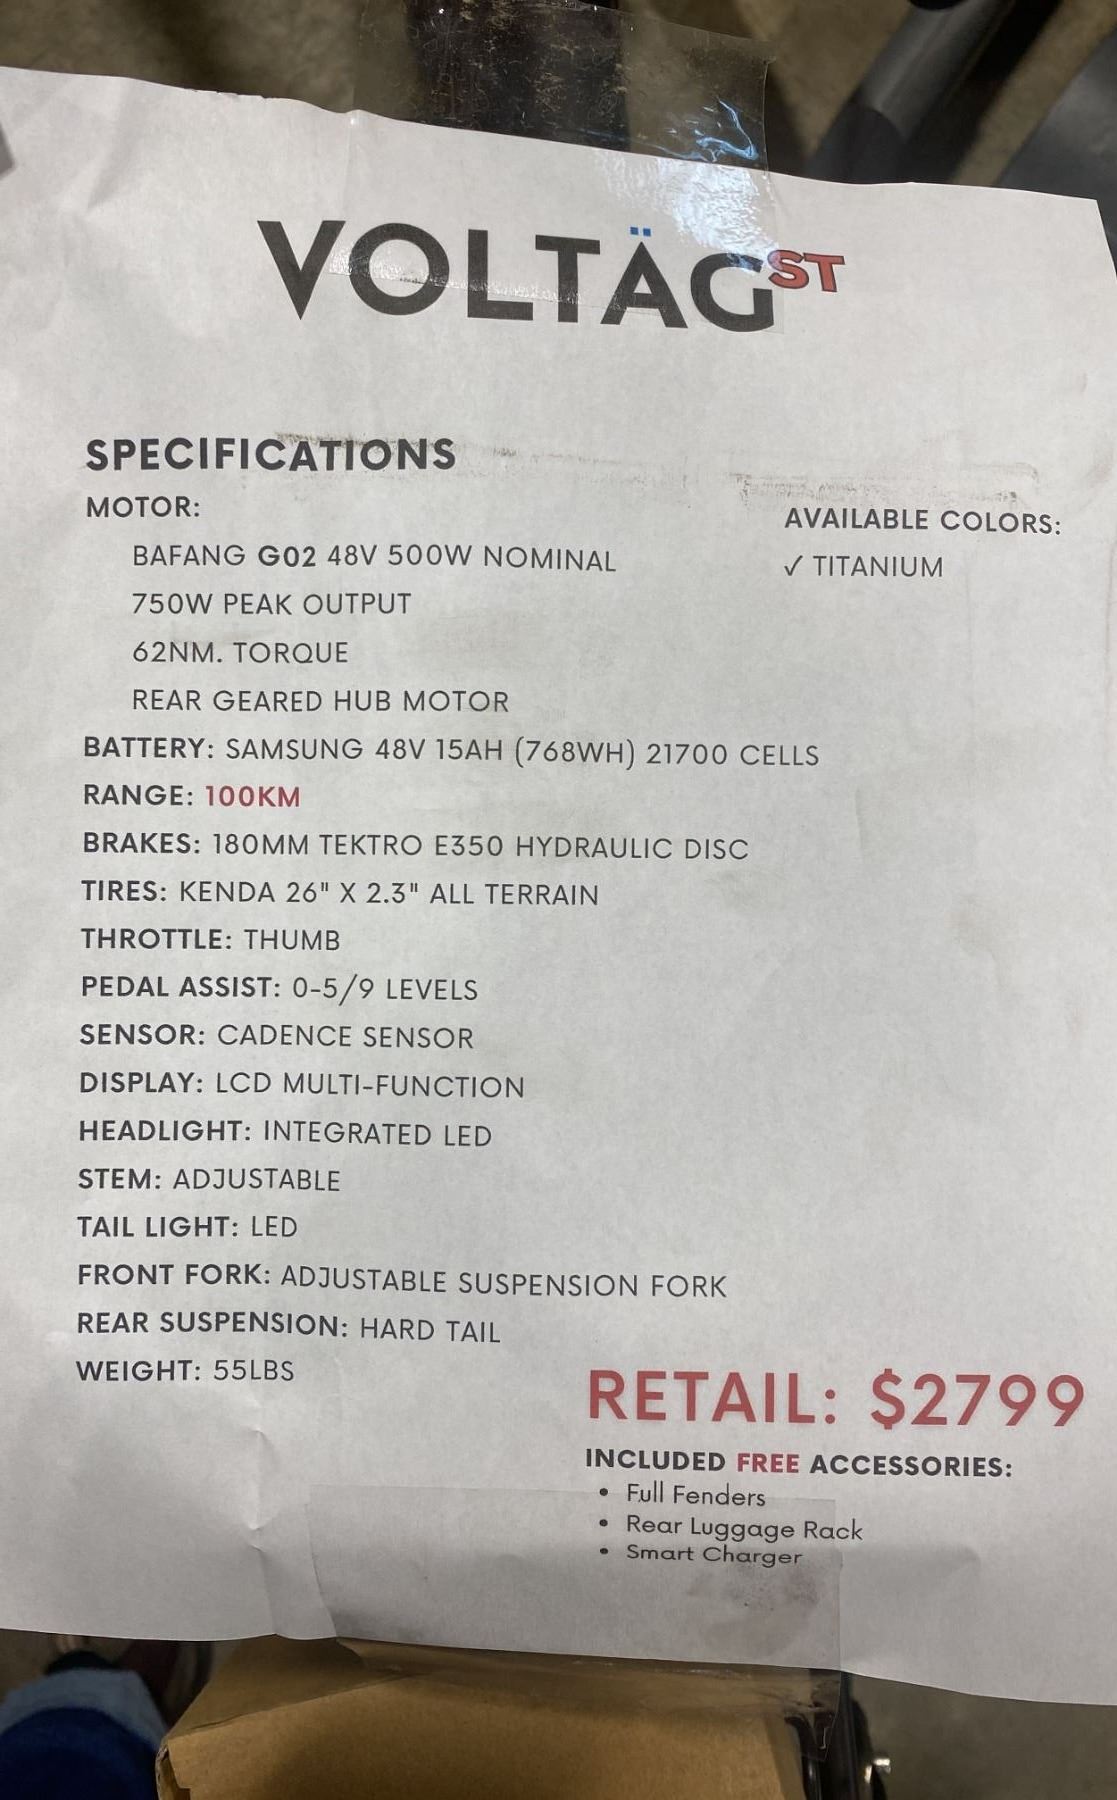 VOLTÄG ST
SPECIFICATIONS
MOTOR:
BAFANG G02 48V 500W NOMINAL
750W PEAK OUTPUT
62NM. TORQUE
REAR GEARED HUB MOTOR
BATTERY: SAMSUNG 48V 15AH (768WH) 21700 CELLS
RANGE: 100KM
BRAKES: 180MM TEKTRO E350 HYDRAULIC DISC
TIRES: KENDA 26" X 2.3" ALL TERRAIN
THROTTLE: THUMB
PEDAL ASSIST: 0-5/9 LEVELS
SENSOR: CADENCE SENSOR
DISPLAY: LCD MULTI-FUNCTION
HEADLIGHT: INTEGRATED LED
STEM: ADJUSTABLE
TAIL LIGHT: LED
FRONT FORK: ADJUSTABLE SUSPENSION FORK
REAR SUSPENSION: HARD TAIL
WEIGHT: 55LBS
AVAILABLE COLORS:
✓ TITANIUM
RETAIL: $2799
INCLUDED FREE ACCESSORIES:
• Full Fenders
• Rear Luggage Rack
• Smart Charger